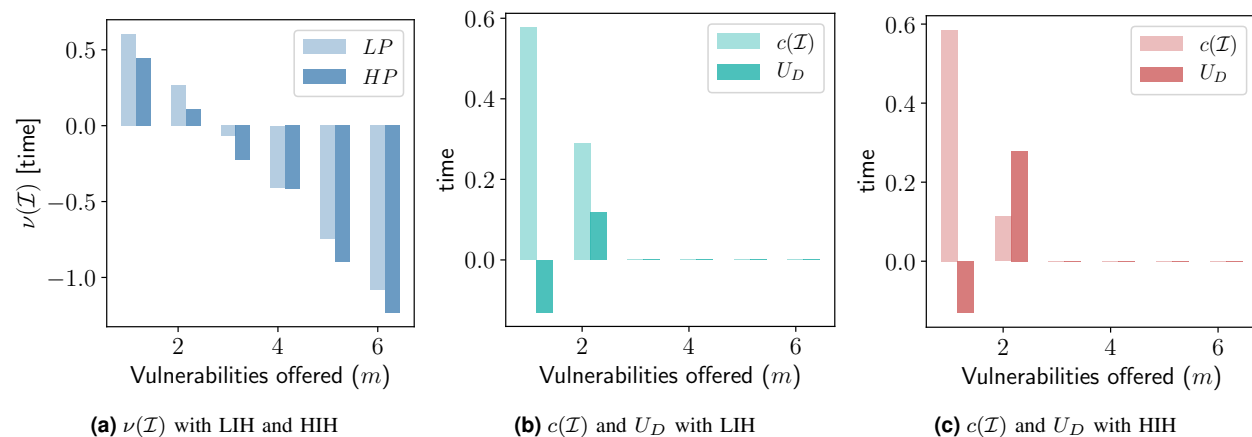 0.5
0.0
−0.5
−1.0
ν(I) [time]
LP
HP
2 4 6
Vulnerabilities offered (m)
(a) ν(I) with LIH and HIH
0.6
0.4
0.2
0.0
time
c(I)
U_D
2 4 6
Vulnerabilities offered (m)
(b) c(I) and U_D with LIH
0.6
0.4
0.2
0.0
time
c(I)
U_D
2 4 6
Vulnerabilities offered (m)
(c) c(I) and U_D with HIH